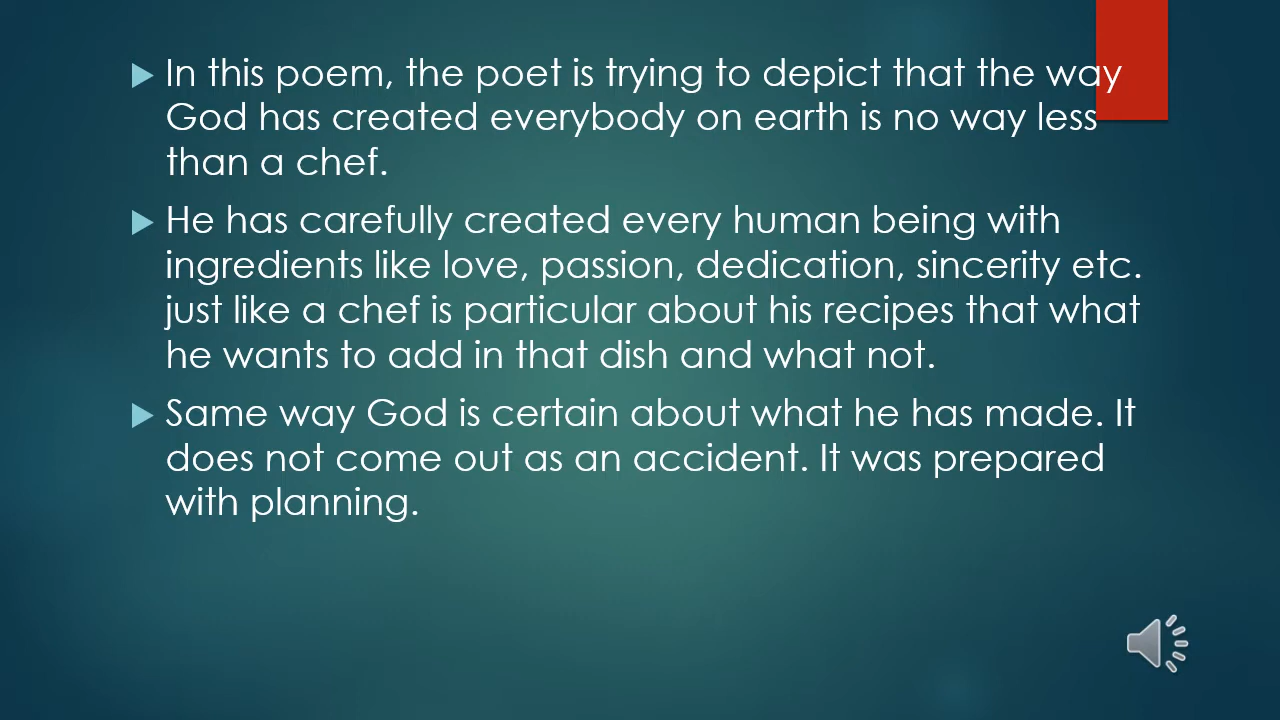 In this poem, the poet is trying to depict that the way
God has created everybody on earth is no way less
than a chef.
He has carefully created every human being with
ingredients like love, passion, dedication, sincerity etc.
just like a chef is particular about his recipes that what
he wants to add in that dish and what not.
Same way God is certain about what he has made. It
does not come out as an accident. It was prepared
with planning.